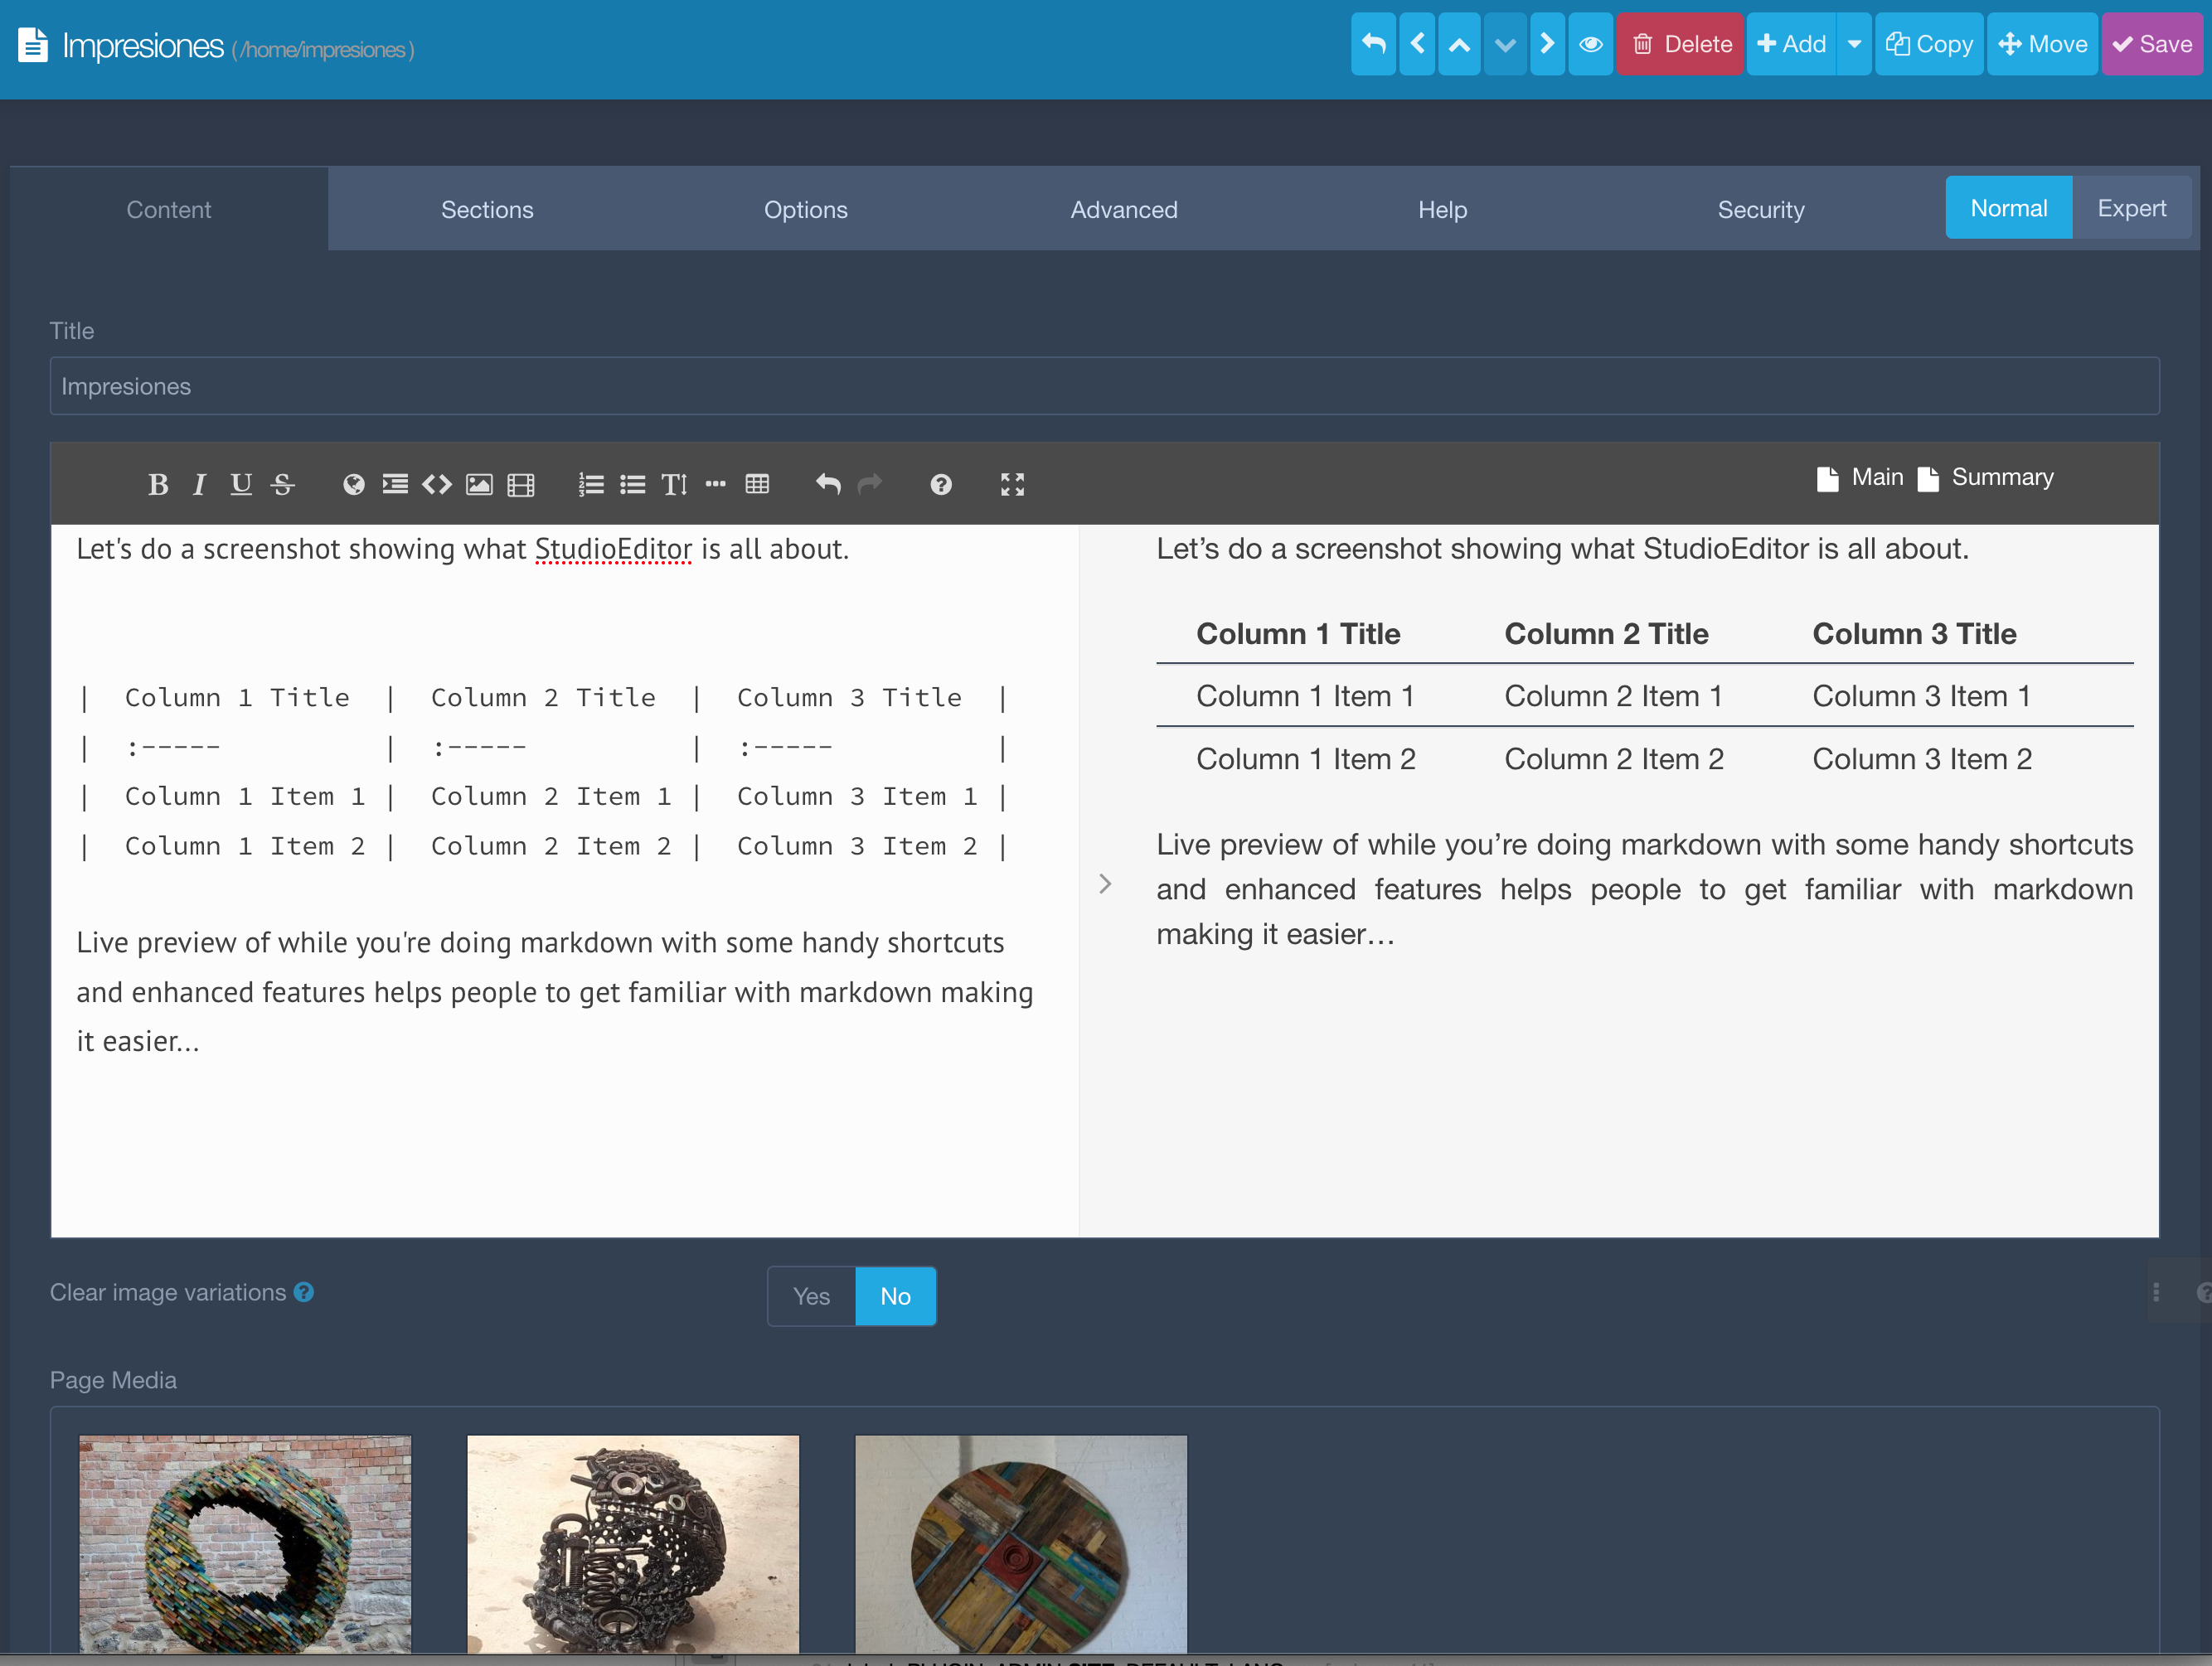 Impresiones ( /home/impresiones )
Delete Add Copy Move Save
Content Sections Options Advanced Help Security Normal Expert
Title
Impresiones
B I U S Main Summary
Let's do a screenshot showing what StudioEditor is all about.
| Column 1 Title | Column 2 Title | Column 3 Title |
| :----- | :----- | :----- |
| Column 1 Item 1 | Column 2 Item 1 | Column 3 Item 1 |
| Column 1 Item 2 | Column 2 Item 2 | Column 3 Item 2 |
Live preview of while you're doing markdown with some handy shortcuts
and enhanced features helps people to get familiar with markdown making
it easier...
Let’s do a screenshot showing what StudioEditor is all about.
Column 1 Title Column 2 Title Column 3 Title
Column 1 Item 1 Column 2 Item 1 Column 3 Item 1
Column 1 Item 2 Column 2 Item 2 Column 3 Item 2
Live preview of while you’re doing markdown with some handy shortcuts
and enhanced features helps people to get familiar with markdown
making it easier…
Clear image variations ?
Yes No
Page Media